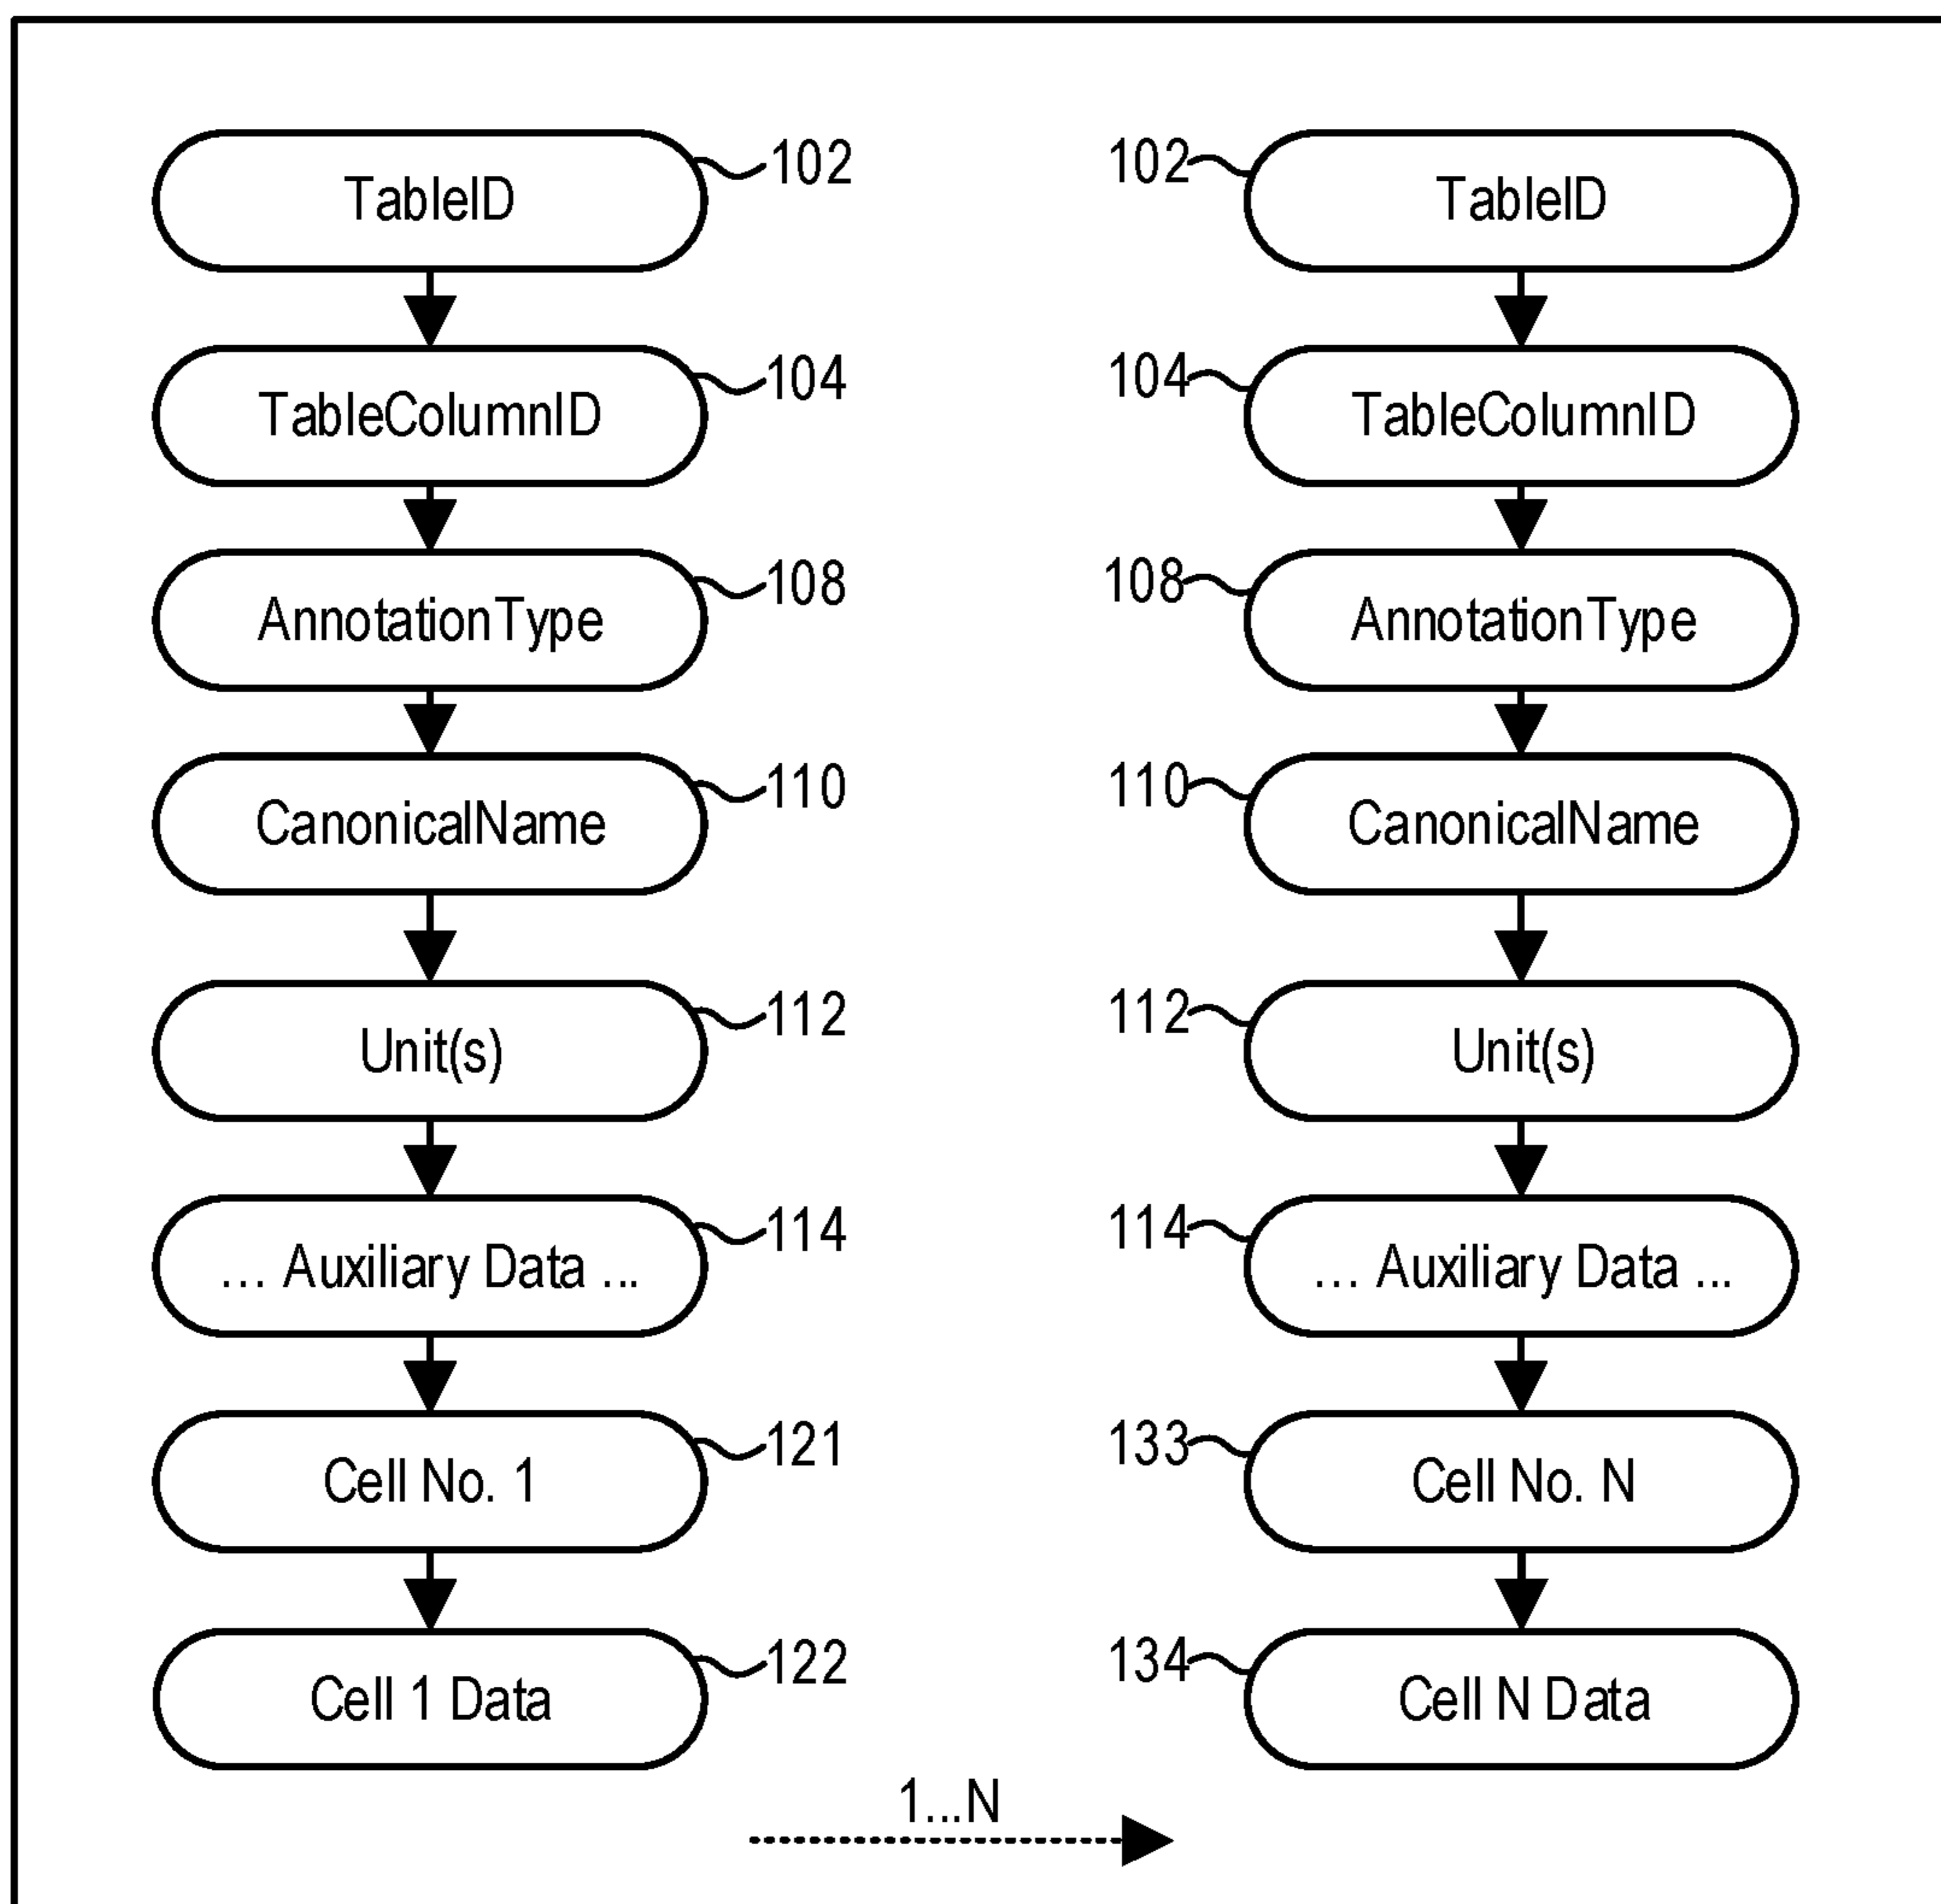 TableID 102 102 TableID
TableColumnID 104 104 TableColumnID
AnnotationType 108 108 AnnotationType
CanonicalName 110 110 CanonicalName
Unit(s) 112 112 Unit(s)
... Auxiliary Data ... 114 114 ... Auxiliary Data ...
Cell No. 1 121 133 Cell No. N
Cell 1 Data 122 134 Cell N Data
1...N